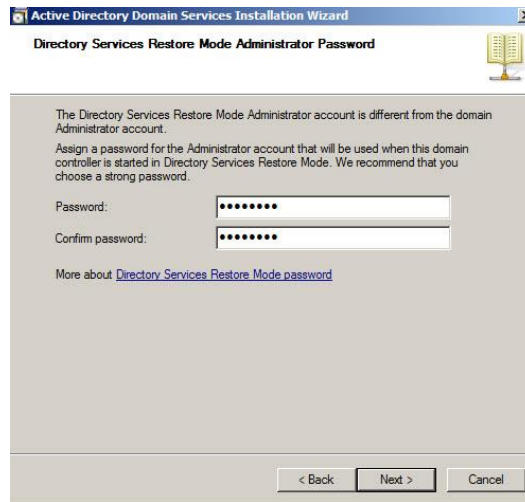 Active Directory Domain Services Installation Wizard
Directory Services Restore Mode Administrator Password
The Directory Services Restore Mode Administrator account is different from the domain
Administrator account.
Assign a password for the Administrator account that will be used when this domain
controller is started in Directory Services Restore Mode. We recommend that you
choose a strong password.
Password: ••••••••
Confirm password: ••••••••
More about Directory Services Restore Mode password
< Back Next > Cancel